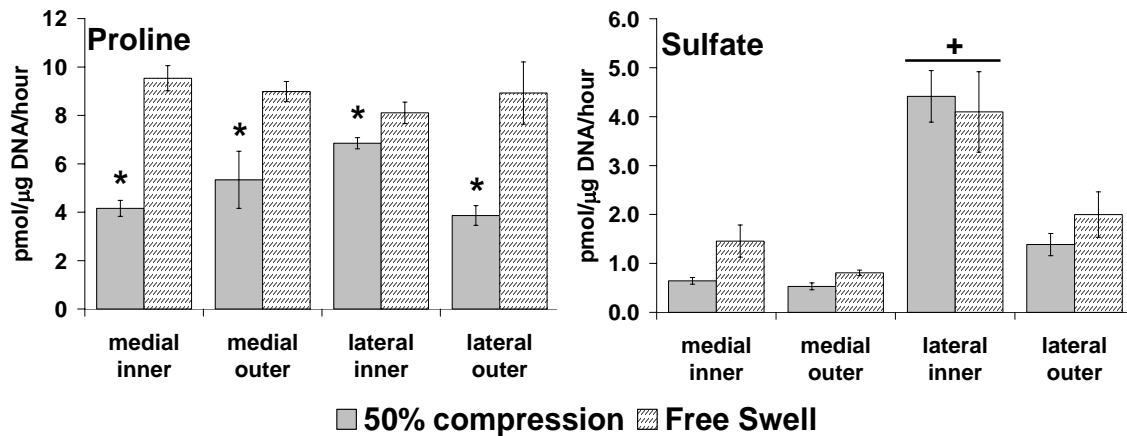 Proline
pmol/μg DNA/hour
12
10
8
6
4
2
0
*
*
*
*
medial
inner
medial
outer
lateral
inner
lateral
outer
Sulfate
pmol/μg DNA/hour
6.0
5.0
4.0
3.0
2.0
1.0
0.0
+
medial
inner
medial
outer
lateral
inner
lateral
outer
50% compression Free Swell